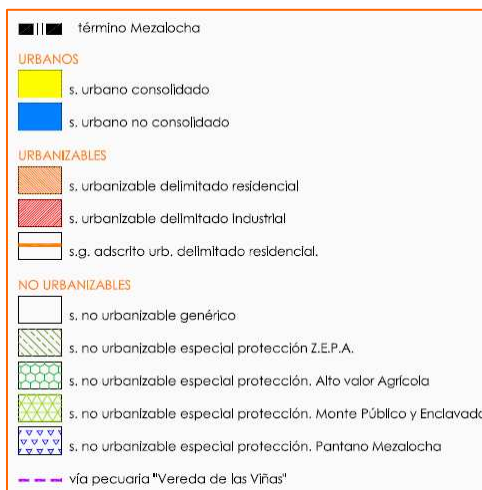 término Mezalocha
URBANOS
s. urbano consolidado
s. urbano no consolidado
URBANIZABLES
s. urbanizable delimitado residencial
s. urbanizable delimitado industrial
s.g. adscrito urb. delimitado residencial.
NO URBANIZABLES
s. no urbanizable genérico
s. no urbanizable especial protección Z.E.P.A.
s. no urbanizable especial protección. Alto valor Agrícola
s. no urbanizable especial protección. Monte Público y Enclavado
s. no urbanizable especial protección. Pantano Mezalocha
vía pecuaria "Vereda de las Viñas"